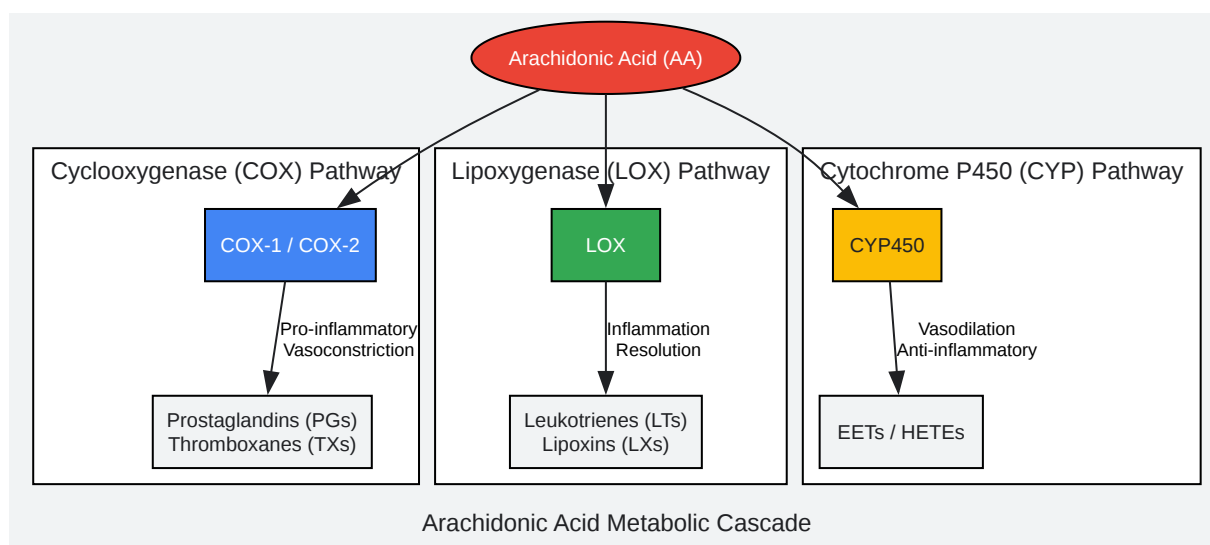 Arachidonic Acid (AA)
Cyclooxygenase (COX) Pathway
COX-1 / COX-2
Pro-inflammatory
Vasoconstriction
Prostaglandins (PGs)
Thromboxanes (TXs)
Lipoxygenase (LOX) Pathway
LOX
Inflammation
Resolution
Leukotrienes (LTs)
Lipoxins (LXs)
Cytochrome P450 (CYP) Pathway
CYP450
Vasodilation
Anti-inflammatory
EETs / HETEs
Arachidonic Acid Metabolic Cascade